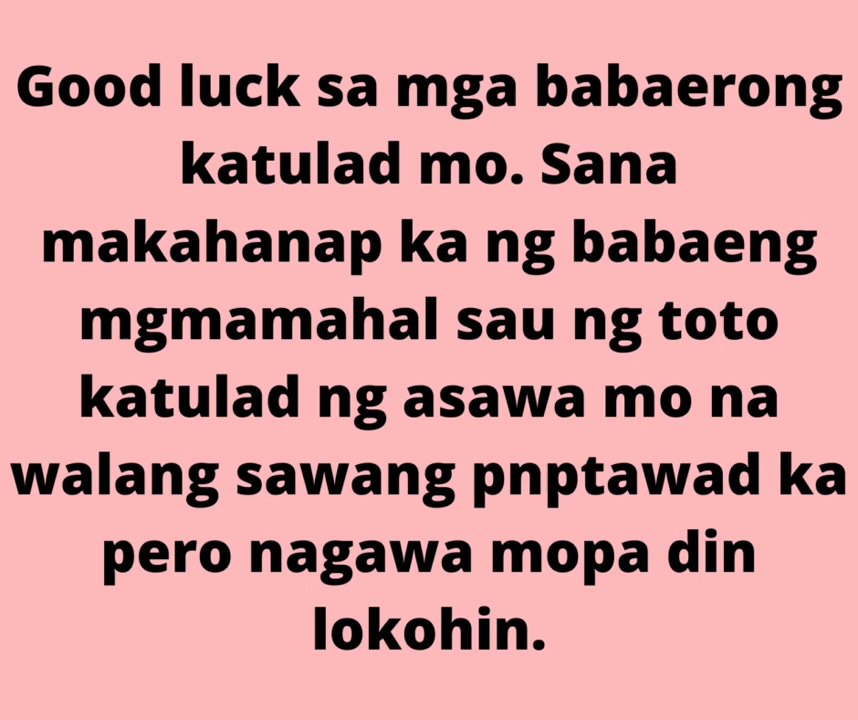 Good luck sa mga babaerong
katulad mo. Sana
makahanap ka ng babaeng
mgmamahal sau ng toto
katulad ng asawa mo na
walang sawang pnptawad ka
pero nagawa mopa din
lokohin.